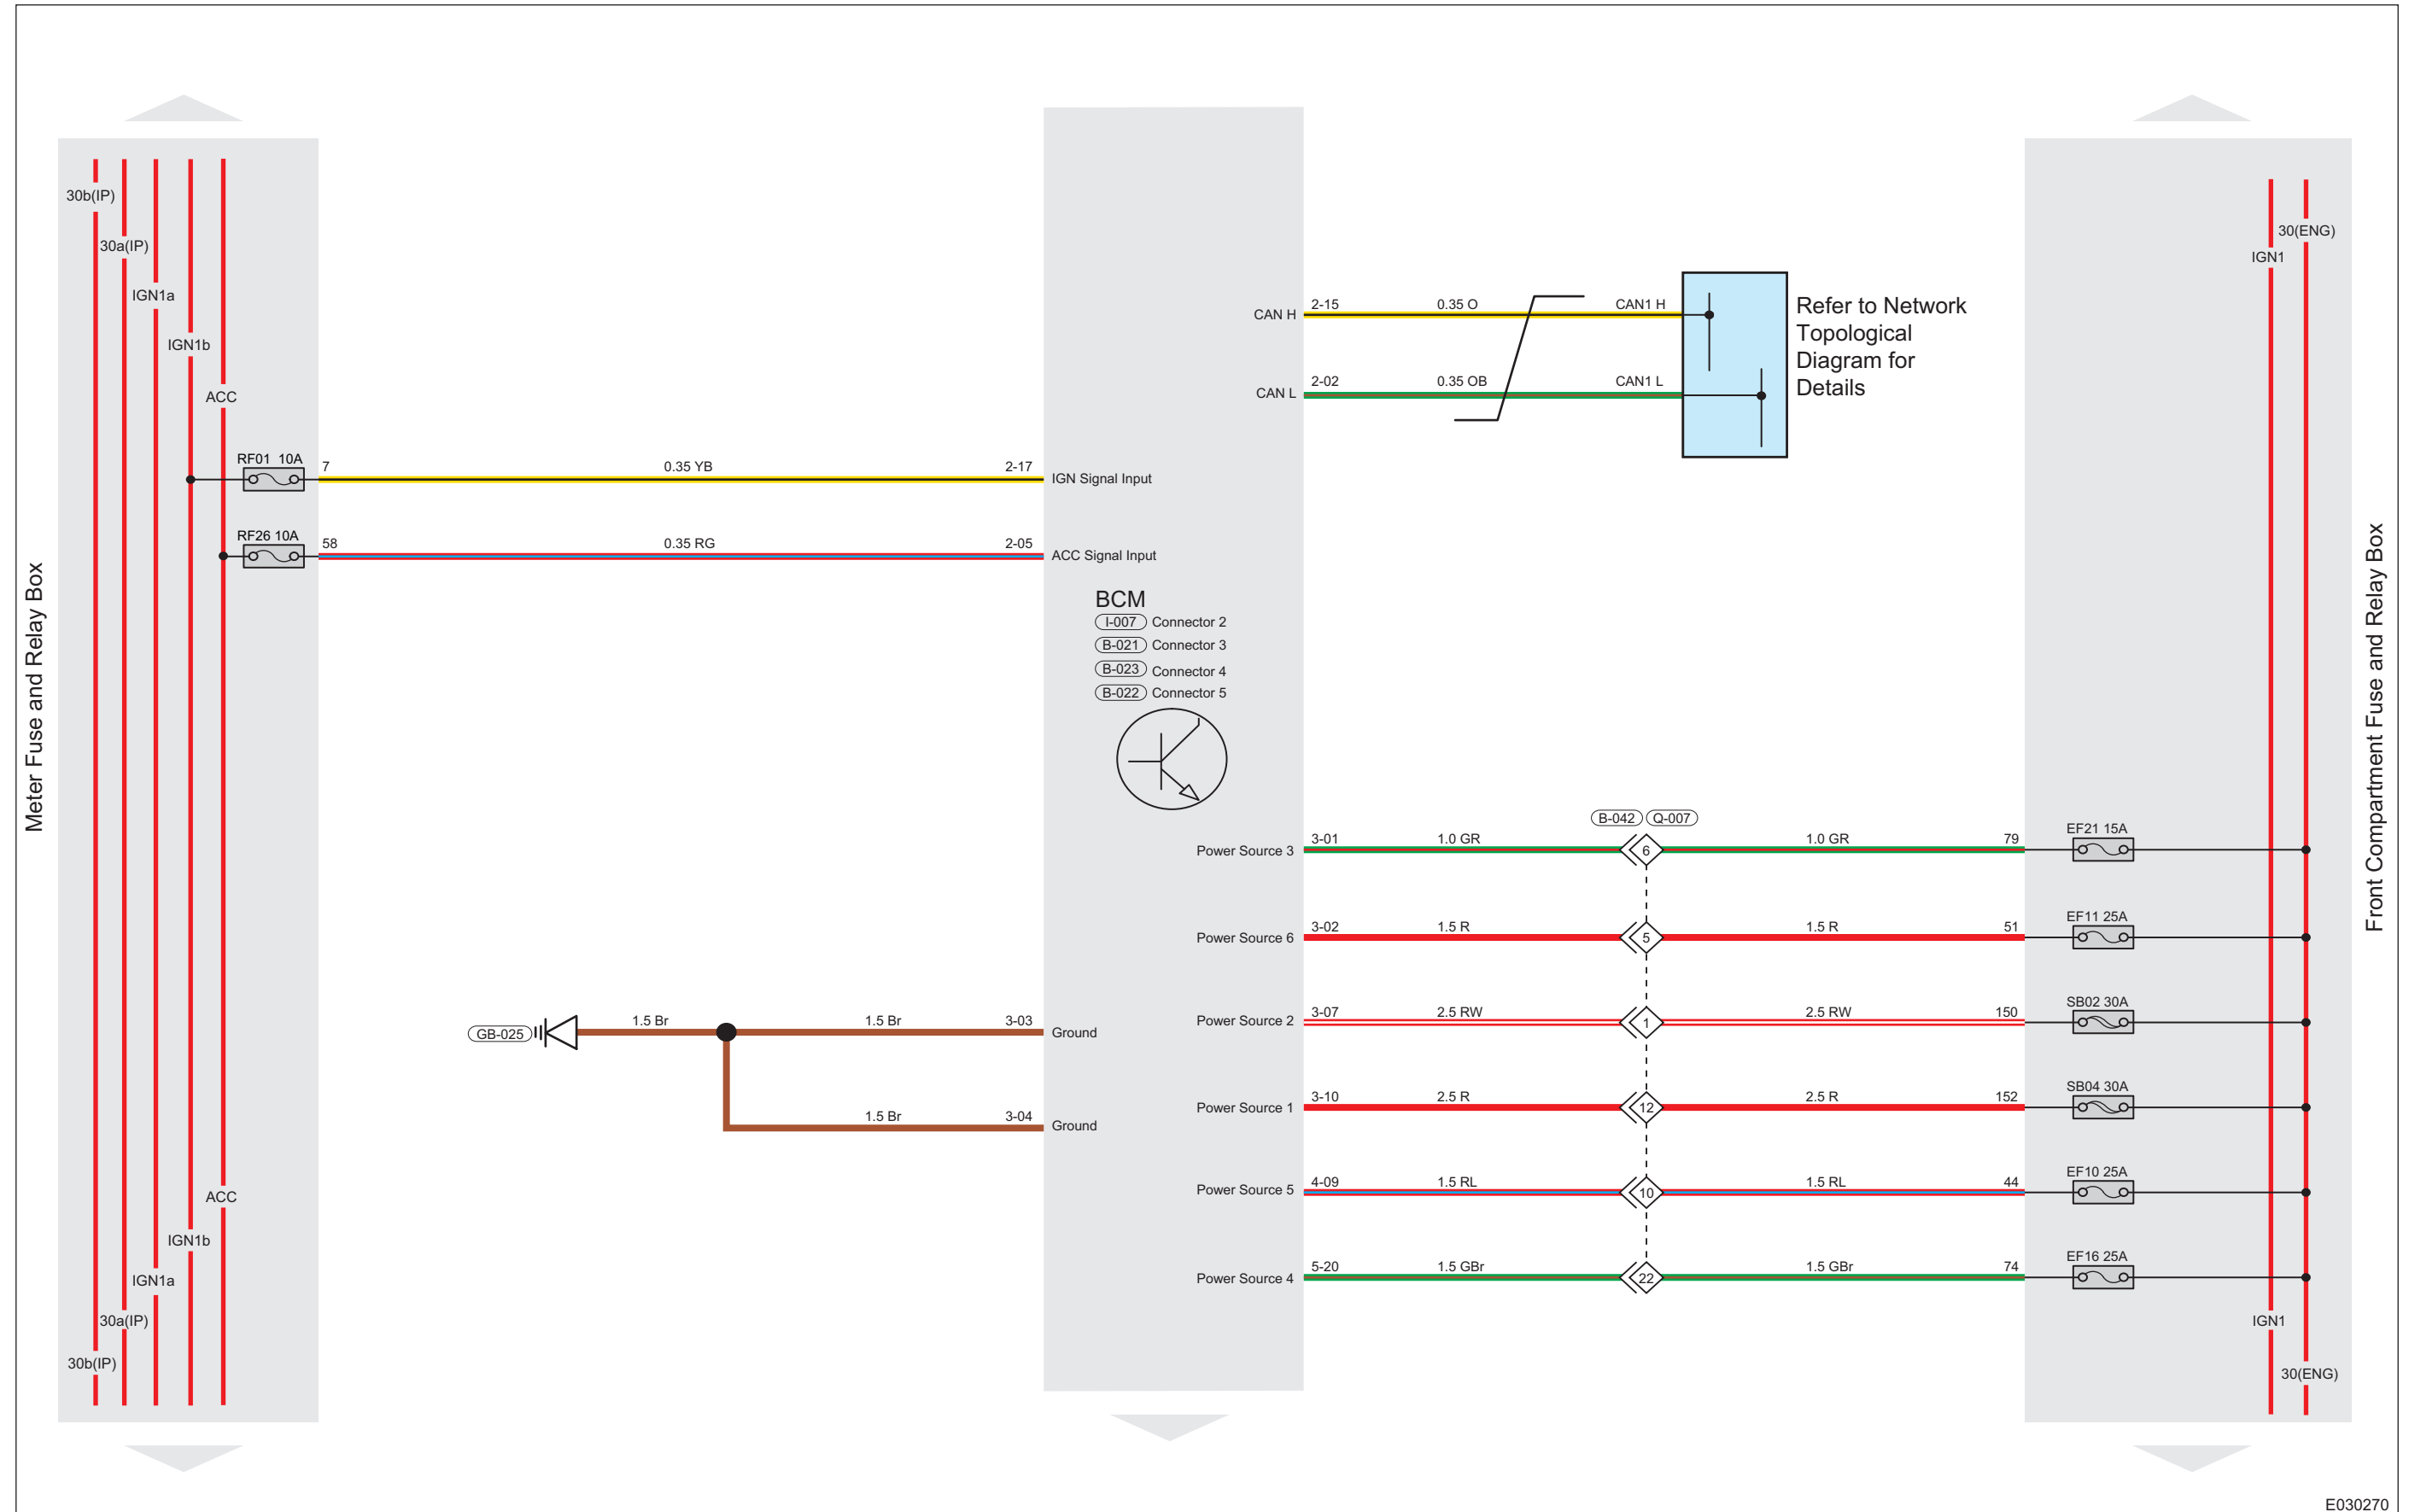 Meter Fuse and Relay Box
30b(IP)
30a(IP)
IGN1a
IGN1b
ACC
RF01 10A
7
0.35 YB
2-17
IGN Signal Input
RF26 10A
58
0.35 RG
2-05
ACC Signal Input
ACC
IGN1b
IGN1a
30a(IP)
30b(IP)
BCM
I-007 Connector 2
B-021 Connector 3
B-023 Connector 4
B-022 Connector 5
GB-025
1.5 Br
1.5 Br
3-03
Ground
1.5 Br
3-04
Ground
CAN H
2-15
0.35 O
CAN1 H
CAN L
2-02
0.35 OB
CAN1 L
Refer to Network
Topological
Diagram for
Details
B-042 Q-007
Power Source 3
3-01
1.0 GR
6
1.0 GR
79
EF21 15A
Power Source 6
3-02
1.5 R
5
1.5 R
51
EF11 25A
Power Source 2
3-07
2.5 RW
1
2.5 RW
150
SB02 30A
Power Source 1
3-10
2.5 R
12
2.5 R
152
SB04 30A
Power Source 5
4-09
1.5 RL
10
1.5 RL
44
EF10 25A
Power Source 4
5-20
1.5 GBr
22
1.5 GBr
74
EF16 25A
30(ENG)
IGN1
IGN1
30(ENG)
Front Compartment Fuse and Relay Box
E030270